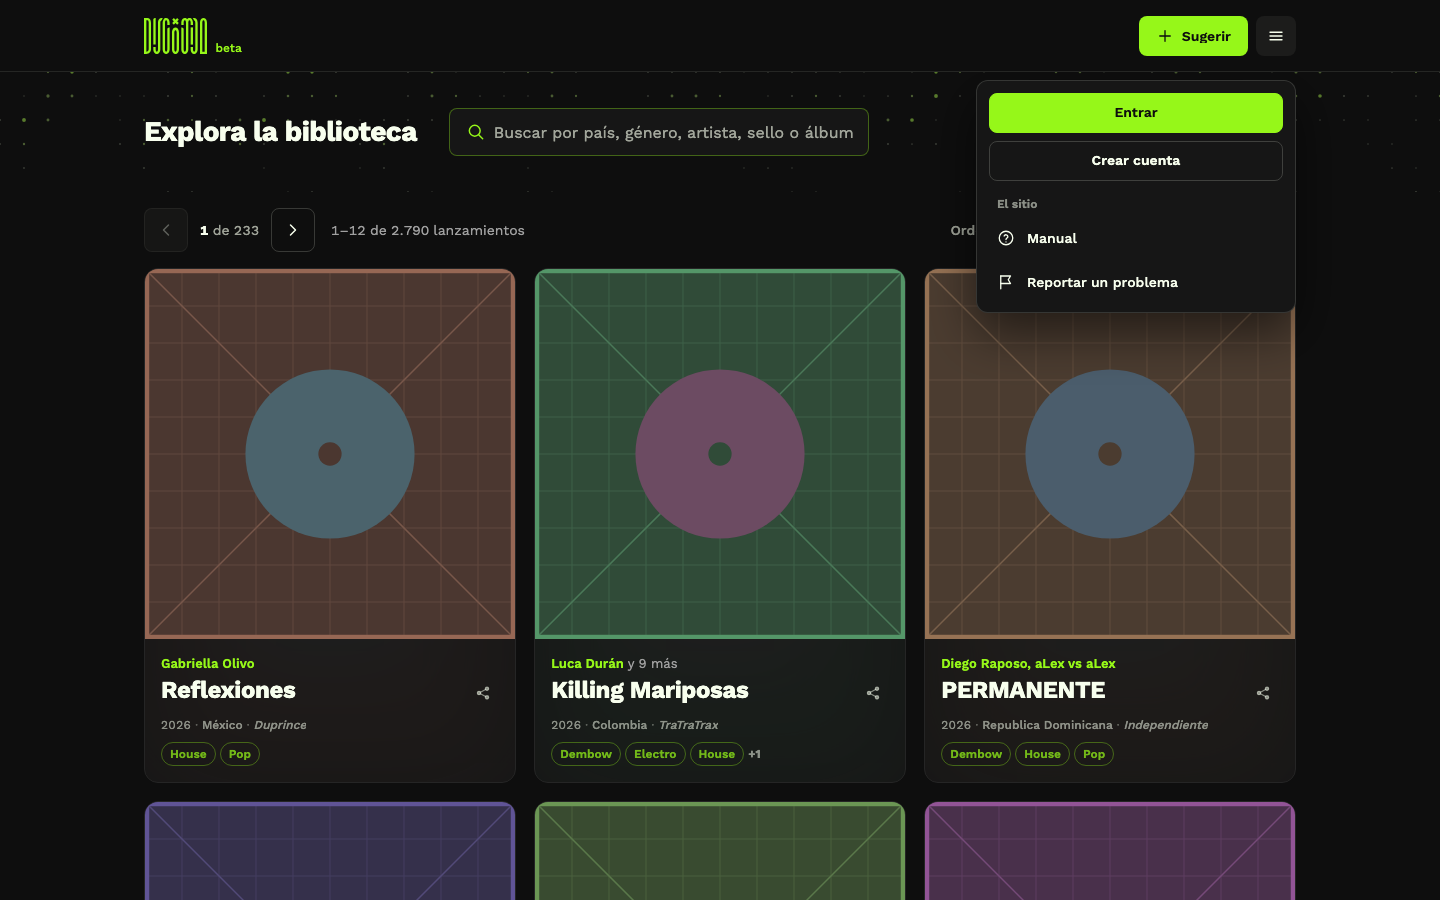 beta
Sugerir
Entrar
Crear cuenta
El sitio
Manual
Reportar un problema
Explora la biblioteca
Buscar por país, género, artista, sello o álbum
1 de 233
1–12 de 2.790 lanzamientos
Gabriella Olivo
Reflexiones
2026 · México · Duprince
House Pop
Luca Durán y 9 más
Killing Mariposas
2026 · Colombia · TraTraTrax
Dembow Electro House +1
Diego Raposo, aLex vs aLex
PERMANENTE
2026 · Republica Dominicana · Independiente
Dembow House Pop